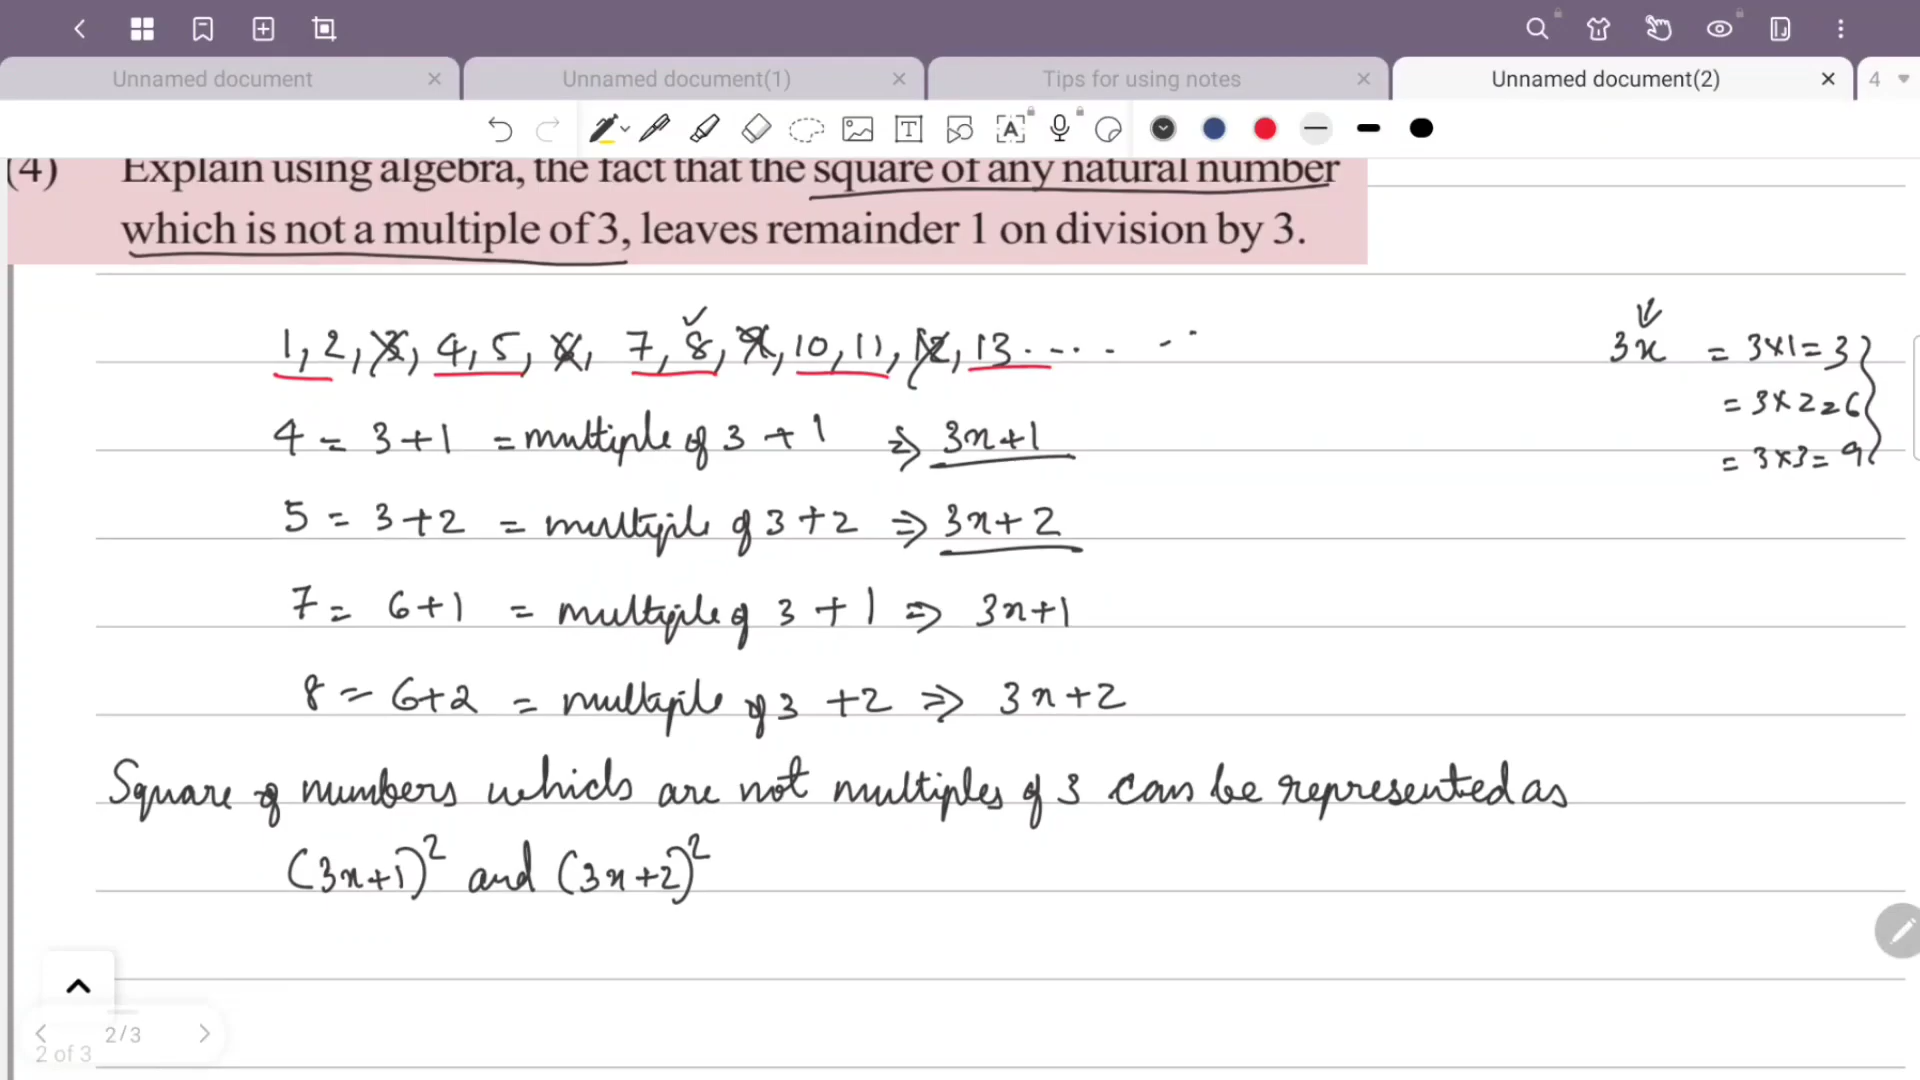 Unnamed document
Unnamed document(1)
Tips for using notes
Unnamed document(2)
4
(4) Explain using algebra, the fact that the square of any natural number
which is not a multiple of 3, leaves remainder 1 on division by 3.
1, 2, 3, 4, 5, 6, 7, 8, 9, 10, 11, 12, 13.....
3x = 3×1=3
= 3×2=6
= 3×3=9
4 = 3+1 = multiple of 3 + 1 ⇒ 3x+1
5 = 3+2 = multiple of 3+2 ⇒ 3x+2
7 = 6+1 = multiple of 3 + 1 ⇒ 3x+1
8 = 6+2 = multiple of 3 +2 ⇒ 3x+2
Square of numbers which are not multiples of 3 can be represented as
(3x+1)² and (3x+2)²
2/3
2 of 3